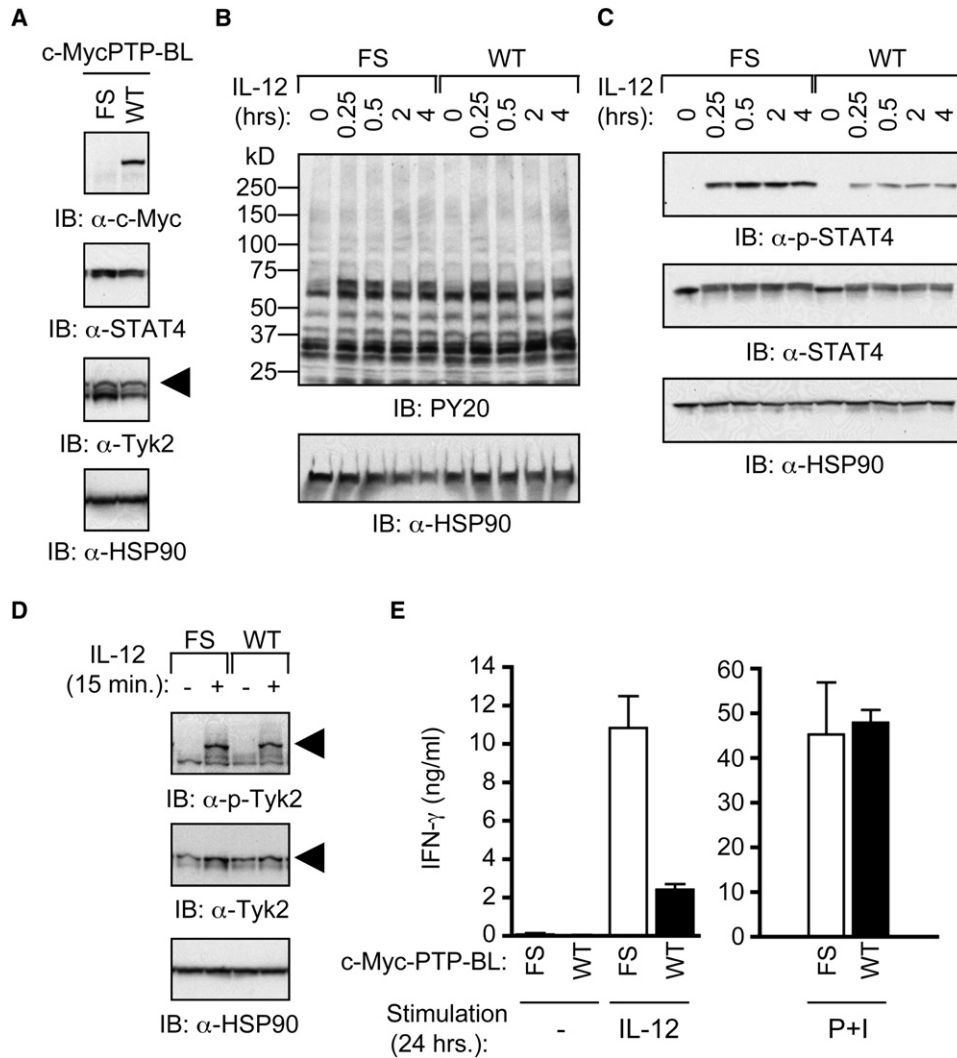 A
c-MycPTP-BL
FS WT
IB: α-c-Myc
IB: α-STAT4
IB: α-Tyk2
IB: α-HSP90
B
FS WT
IL-12
(hrs): 0 0.25 0.5 2 4 0 0.25 0.5 2 4
kD
250
150
100
75
50
37
25
IB: PY20
IB: α-HSP90
C
FS WT
IL-12
(hrs): 0 0.25 0.5 2 4 0 0.25 0.5 2 4
IB: α-p-STAT4
IB: α-STAT4
IB: α-HSP90
D
FS WT
IL-12
(15 min.): - + - +
IB: α-p-Tyk2
IB: α-Tyk2
IB: α-HSP90
E
IFN-γ (ng/ml)
14
12
10
8
6
4
2
0
60
50
40
30
20
10
0
c-Myc-PTP-BL: FS WT FS WT FS WT
Stimulation
(24 hrs.): - IL-12 P+I